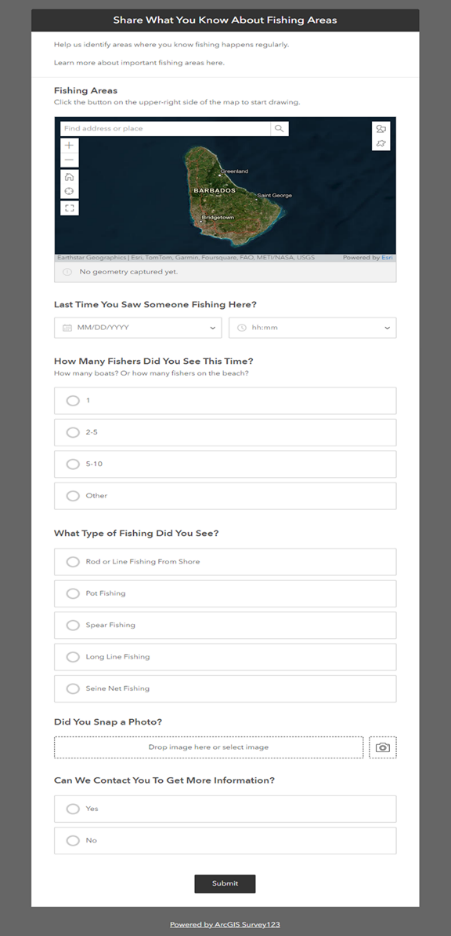 Share What You Know About Fishing Areas
Help us identify areas where you know fishing happens regularly.
Learn more about important fishing areas here.
Fishing Areas
Click the button on the upper-right side of the map to start drawing.
Find address or place
Greenland
BARBADOS
Saint George
Bridgetown
Earthstar Geographics | Esri, TomTom, Garmin, Foursquare, FAO, METI/NASA, USGS Powered by Esri
No geometry captured yet.
Last Time You Saw Someone Fishing Here?
MM/DD/YYYY hh:mm
How Many Fishers Did You See This Time?
How many boats? Or how many fishers on the beach?
1
2-5
5-10
Other
What Type of Fishing Did You See?
Rod or Line Fishing From Shore
Pot Fishing
Spear Fishing
Long Line Fishing
Seine Net Fishing
Did You Snap a Photo?
Drop image here or select image
Can We Contact You To Get More Information?
Yes
No
Submit
Powered by ArcGIS Survey123